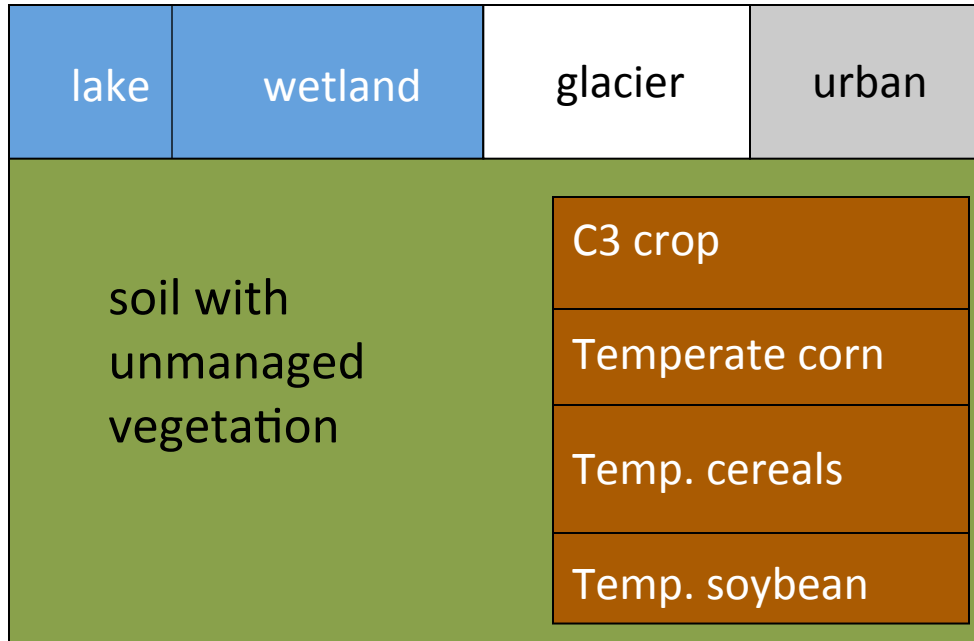 lake
wetland
glacier
urban
soil with
unmanaged
vegetation
C3 crop
Temperate corn
Temp. cereals
Temp. soybean